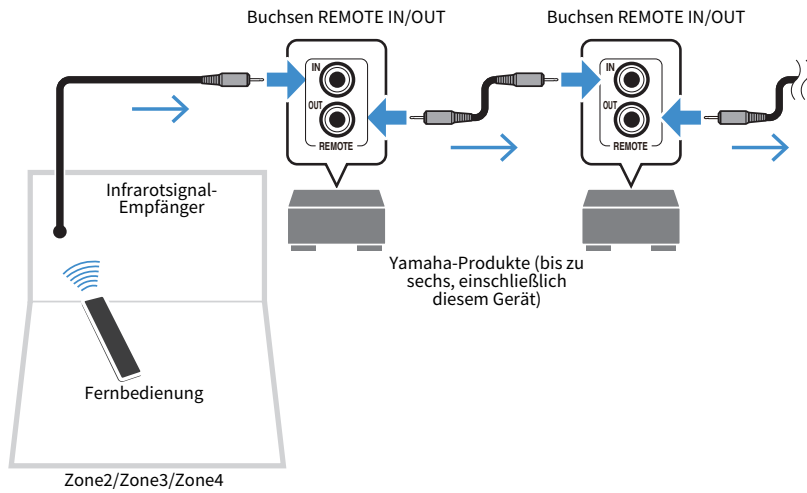 Buchsen REMOTE IN/OUT
Buchsen REMOTE IN/OUT
IN
OUT
REMOTE
IN
OUT
REMOTE
Infrarotsignal-
Empfänger
Yamaha-Produkte (bis zu
sechs, einschließlich
diesem Gerät)
Fernbedienung
Zone2/Zone3/Zone4